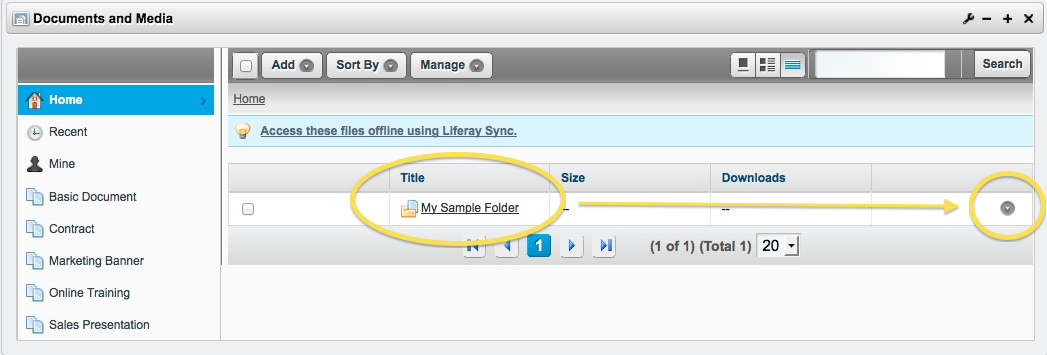 Documents and Media
Add Sort By Manage Search
Home
Recent
Mine
Basic Document
Contract
Marketing Banner
Online Training
Sales Presentation
Home
Access these files offline using Liferay Sync.
Title Size Downloads
My Sample Folder -- --
1 (1 of 1) (Total 1) 20